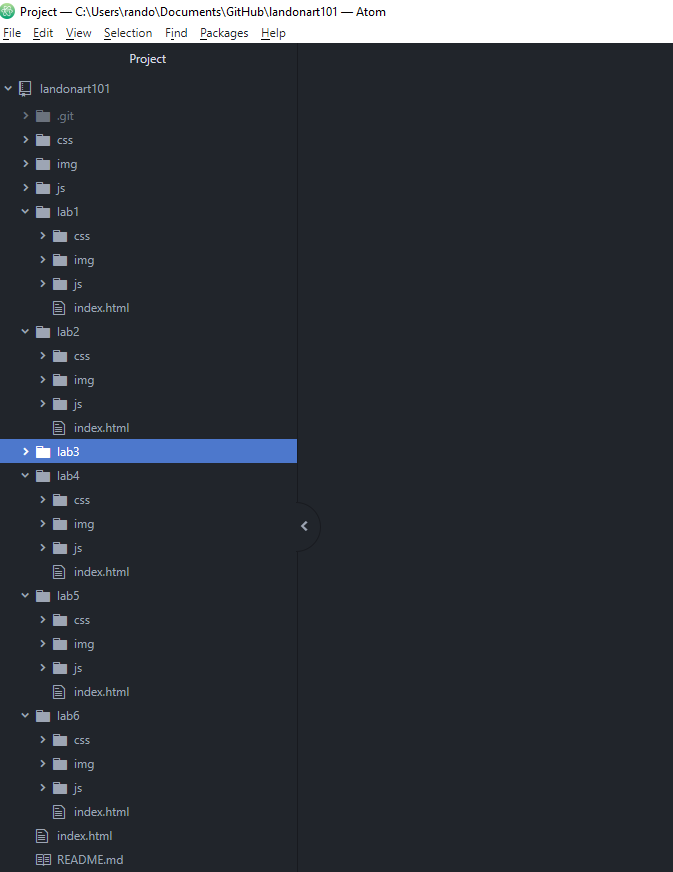 Project — C:\Users\rando\Documents\GitHub\landonart101 — Atom
File Edit View Selection Find Packages Help
Project
landonart101
.git
css
img
js
lab1
css
img
js
index.html
lab2
css
img
js
index.html
lab3
lab4
css
img
js
index.html
lab5
css
img
js
index.html
lab6
css
img
js
index.html
index.html
README.md